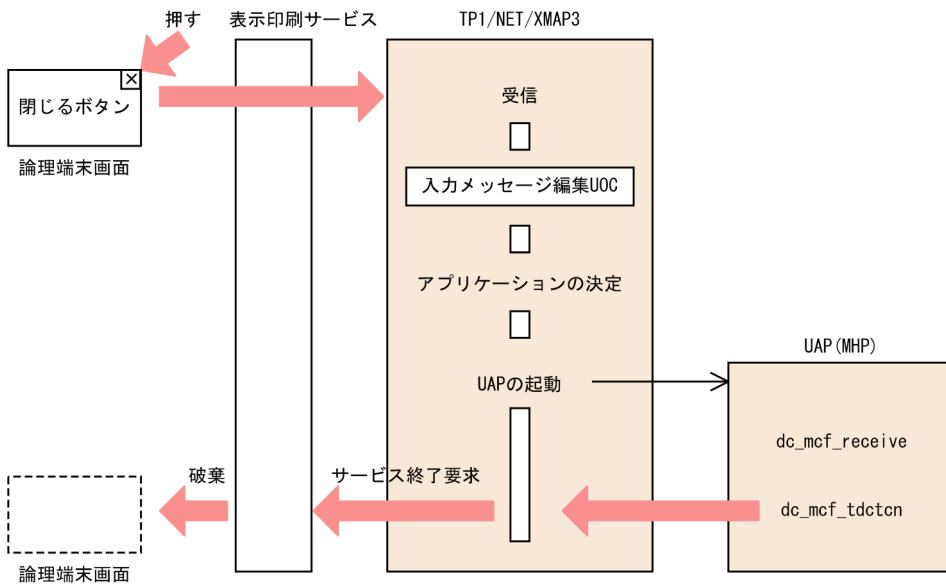 押す
表示印刷サービス
TP1/NET/XMAP3
×
閉じるボタン
論理端末画面
受信
入力メッセージ編集UOC
アプリケーションの決定
UAPの起動
UAP(MHP)
dc_mcf_receive
破棄
サービス終了要求
dc_mcf_tdctcn
論理端末画面